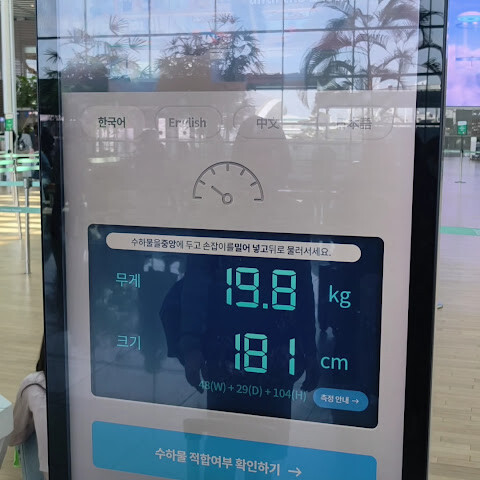 한국어 English 中文 日本語
수하물을중앙에 두고 손잡이를밀어 넣고뒤로 물러서세요.
무게 19.8 kg
크기 181 cm
48(W) + 29(D) + 104(H) 측정 안내 →
수하물 적합여부 확인하기 →